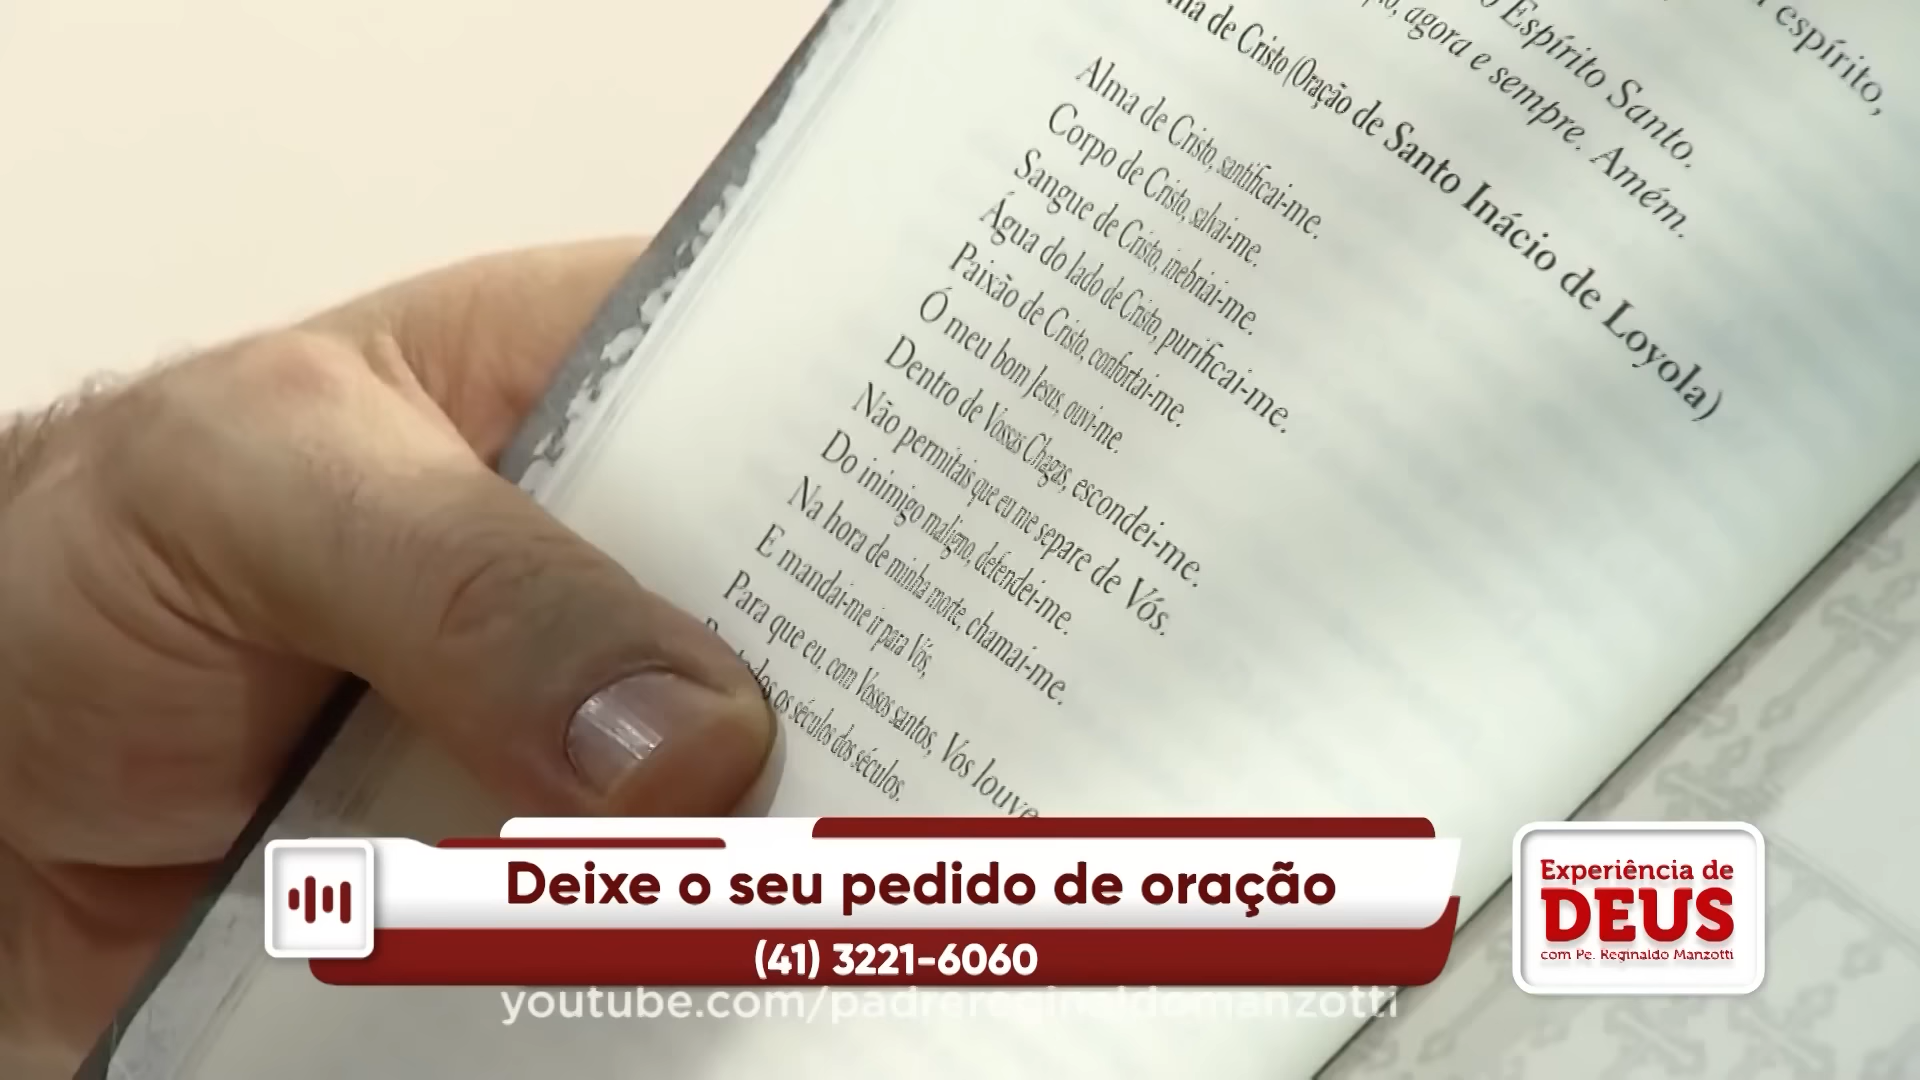 espírito,
o Espírito Santo.
agora e sempre. Amém.
de Cristo (Oração de Santo Inácio de Loyola)
Alma de Cristo, santificai-me.
Corpo de Cristo, salvai-me.
Sangue de Cristo, inebriai-me.
Água do lado de Cristo, purificai-me.
Paixão de Cristo, confortai-me.
Ó meu bom Jesus, ouvi-me.
Dentro de Vossas Chagas, escondei-me.
Não permitais que eu me separe de Vós.
Do inimigo maligno, defendei-me.
Na hora de minha morte, chamai-me.
E mandai-me ir para Vós,
Para que eu, com Vossos santos, Vos louve
todos os séculos dos séculos.
Deixe o seu pedido de oração
(41) 3221-6060
youtube.com/padrereginaldomanzotti
Experiência de
DEUS
com Pe. Reginaldo Manzotti